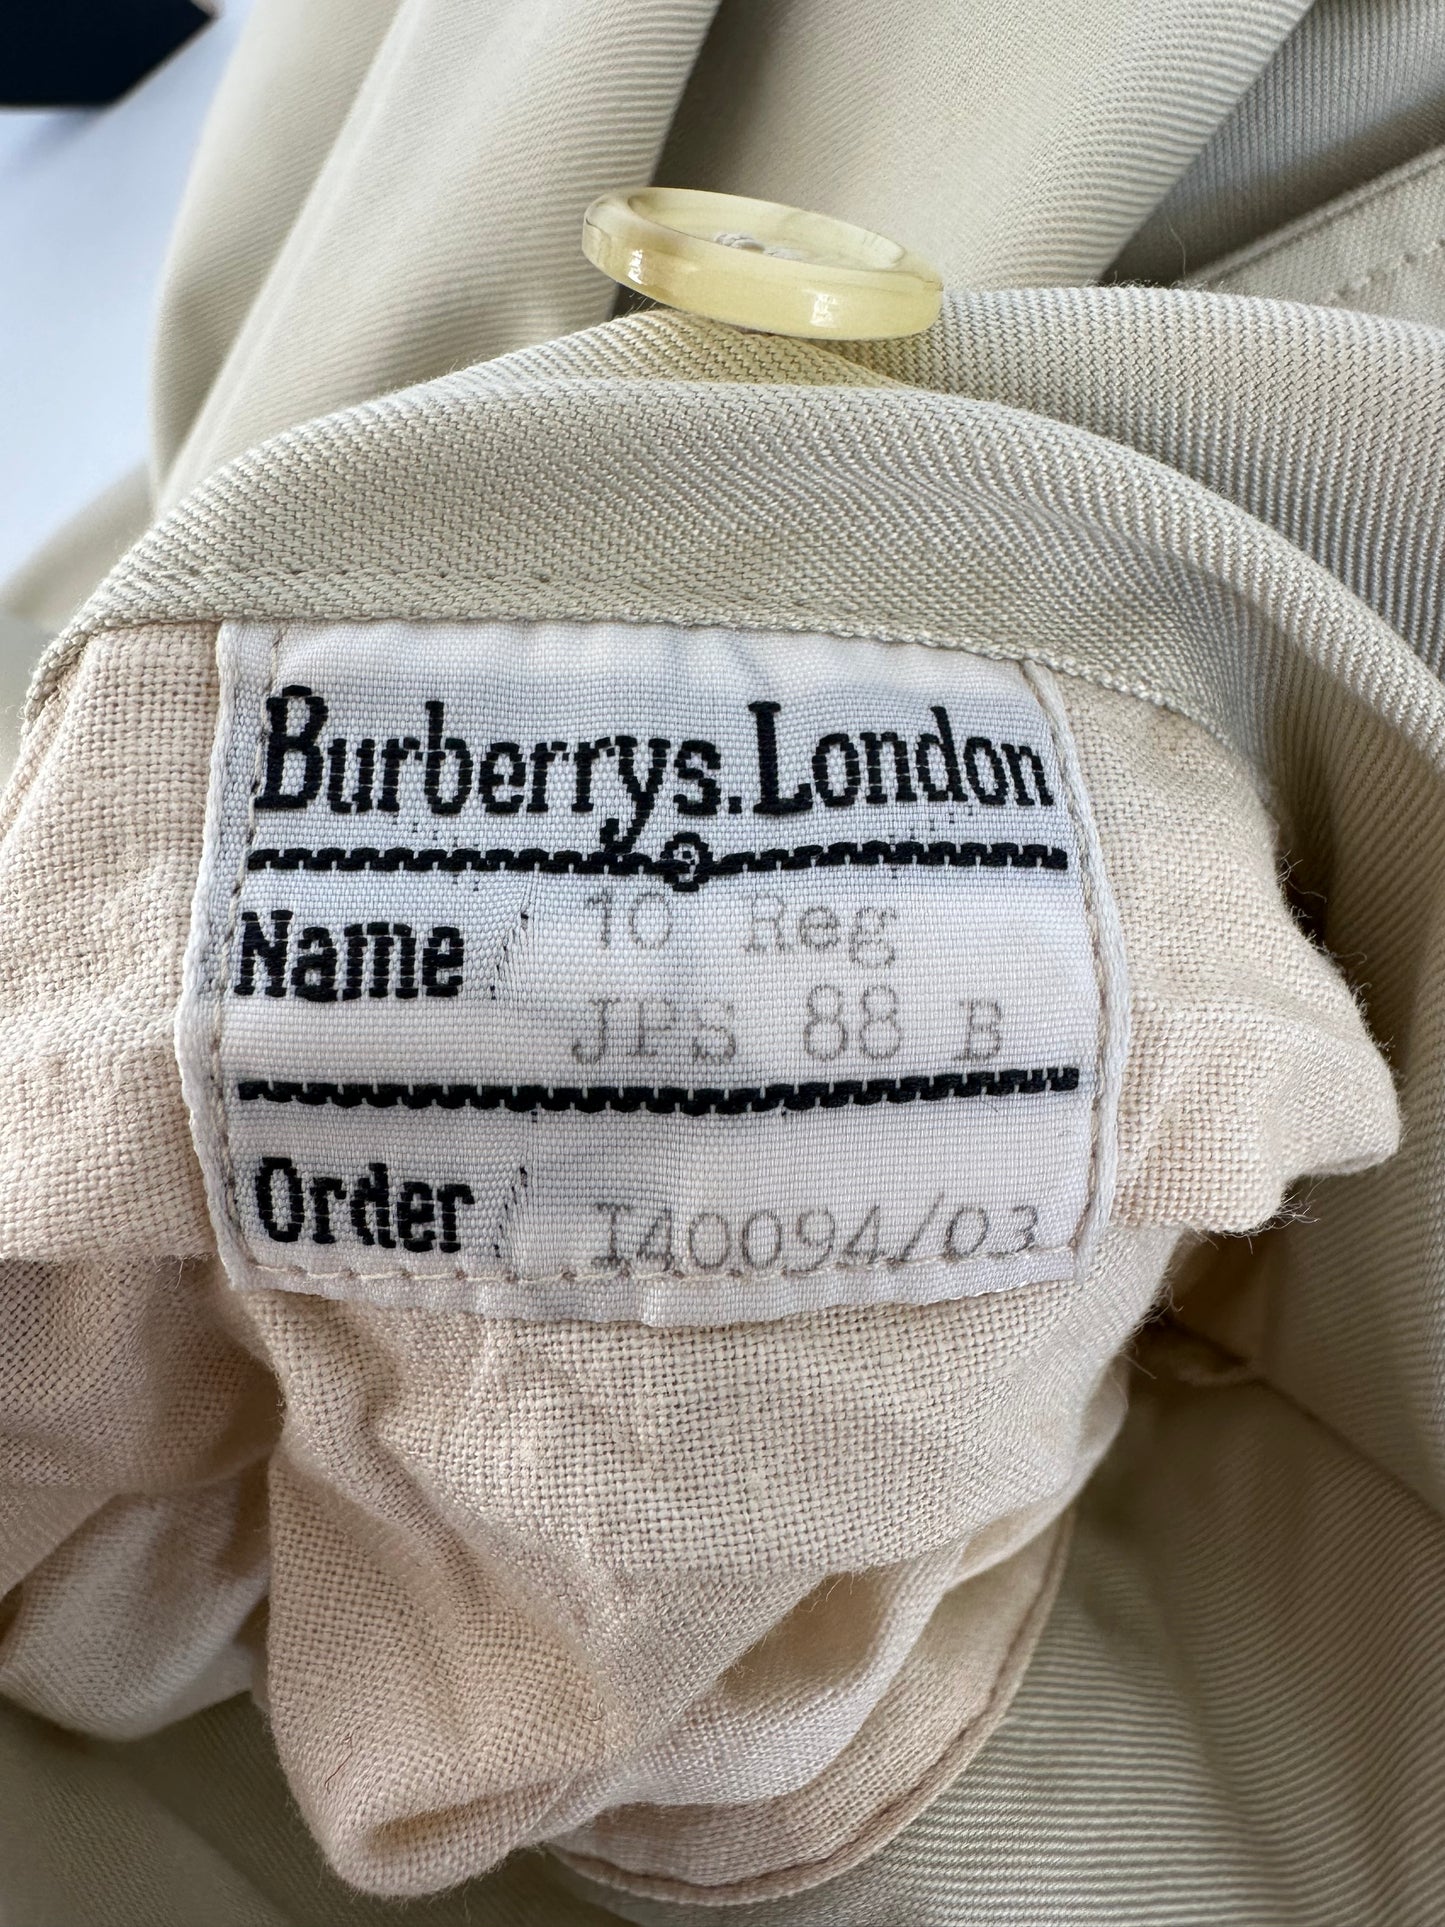 Burberrys.London
Name 10 Reg
JPS 88 B
Order I40094/03